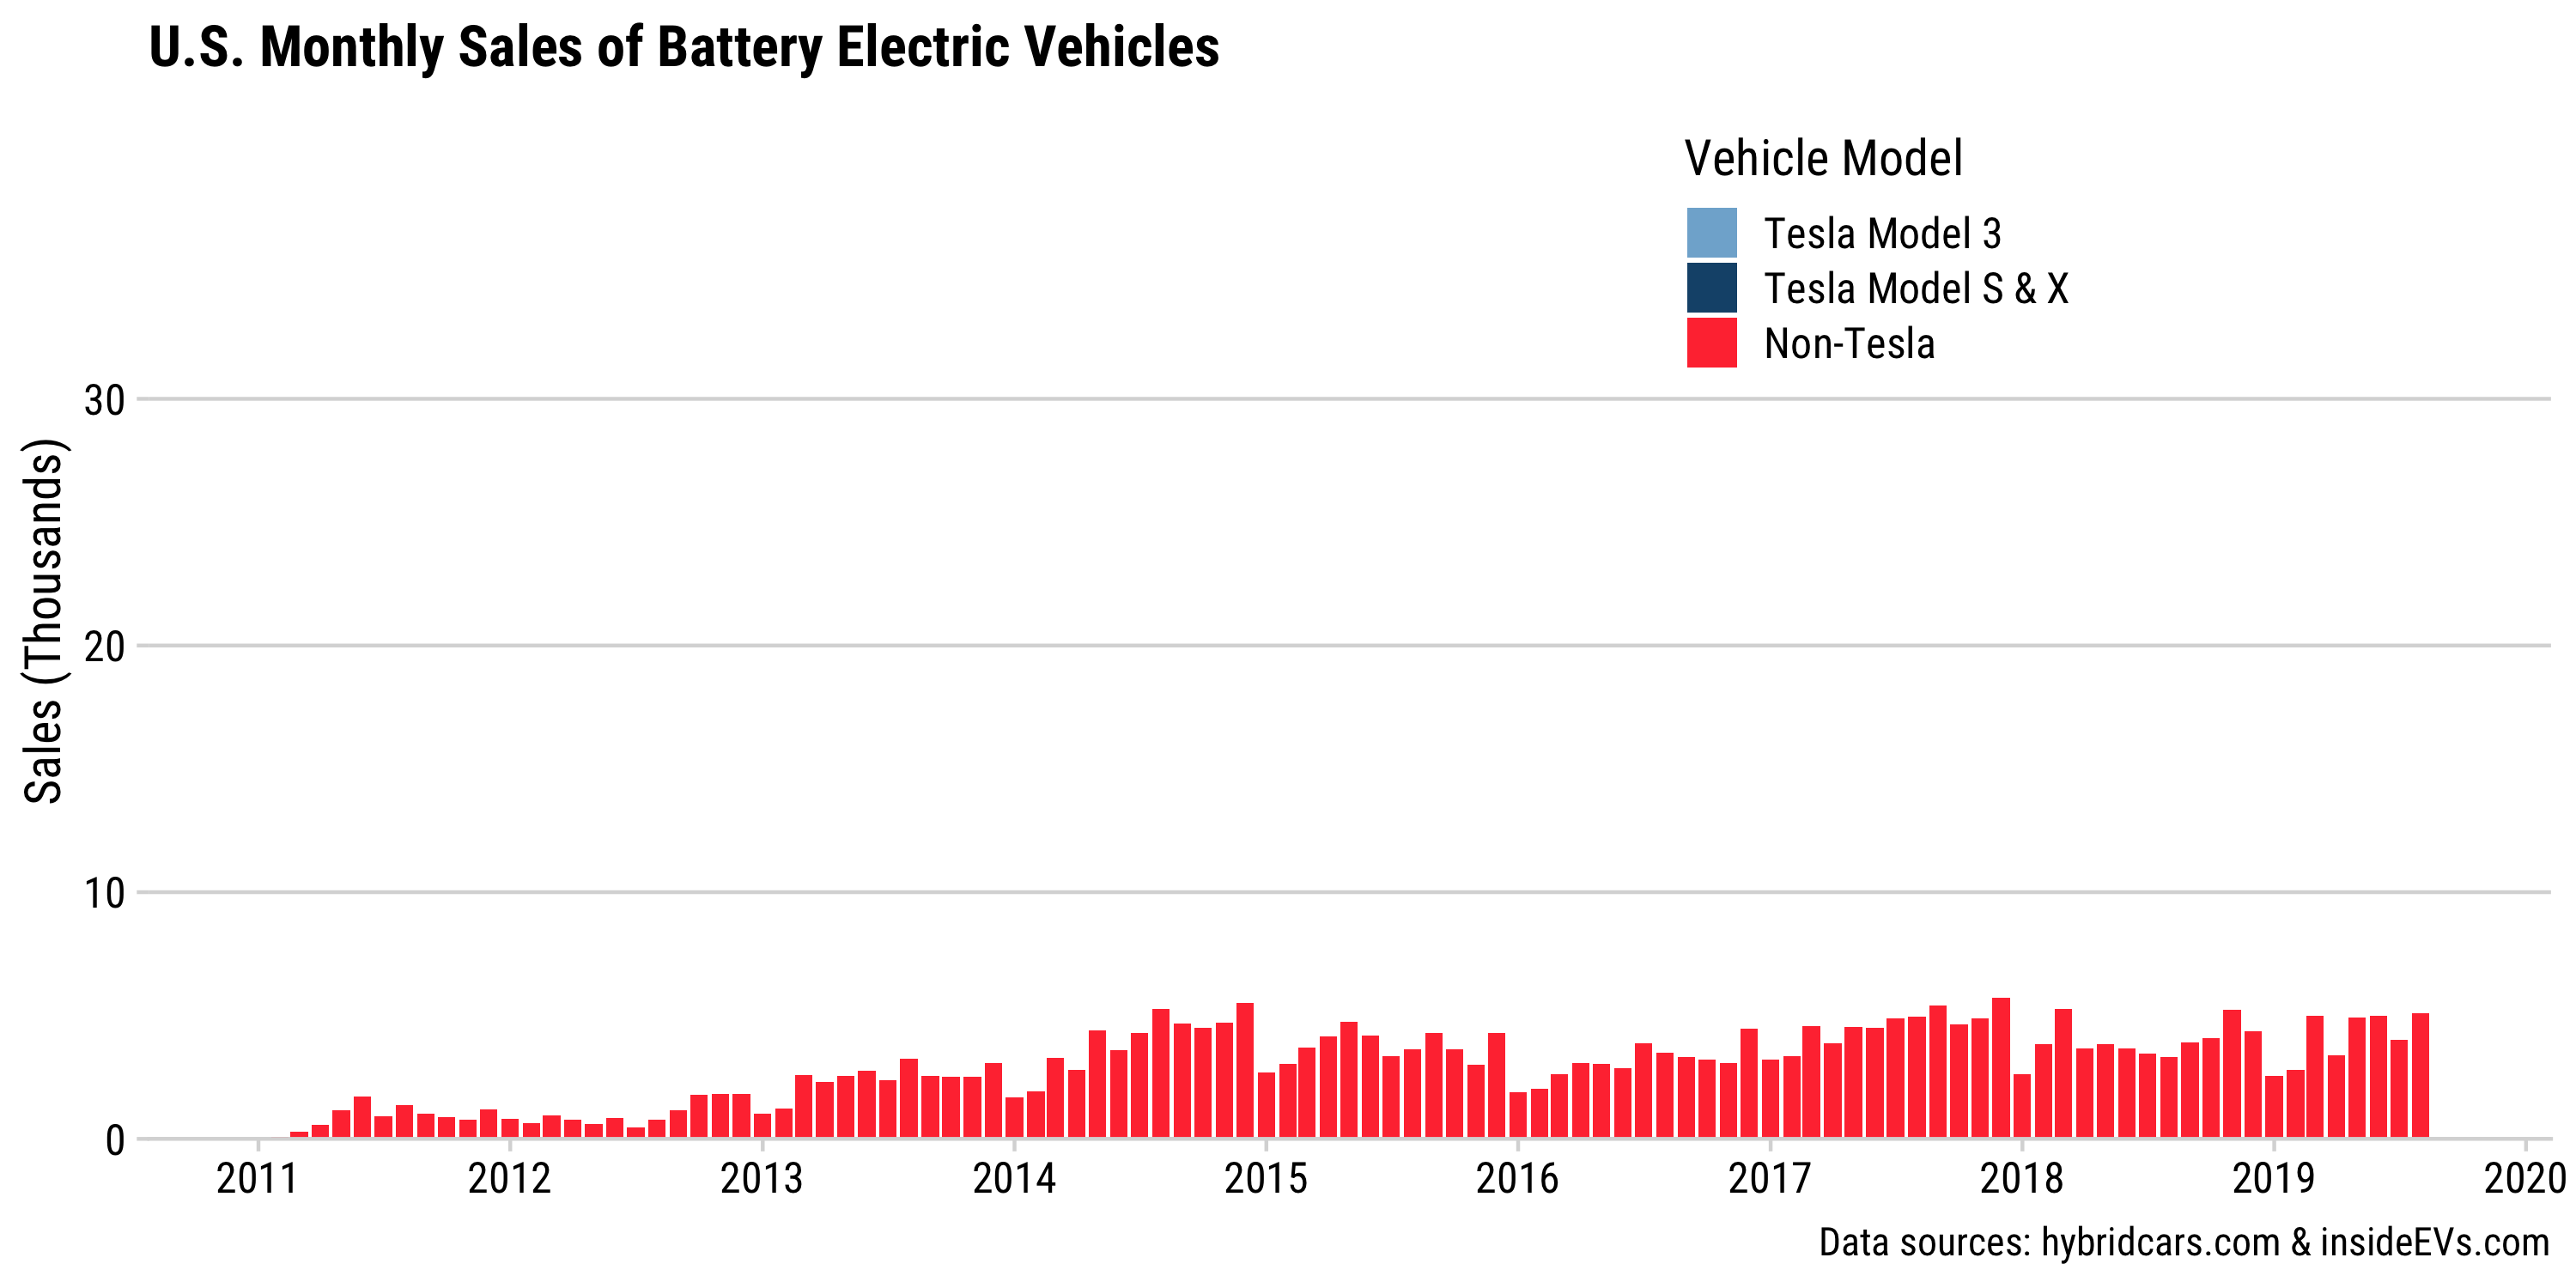 U.S. Monthly Sales of Battery Electric Vehicles
Vehicle Model
Tesla Model 3
Tesla Model S & X
Non-Tesla
Sales (Thousands)
30
20
10
0
2011 2012 2013 2014 2015 2016 2017 2018 2019 2020
Data sources: hybridcars.com & insideEVs.com